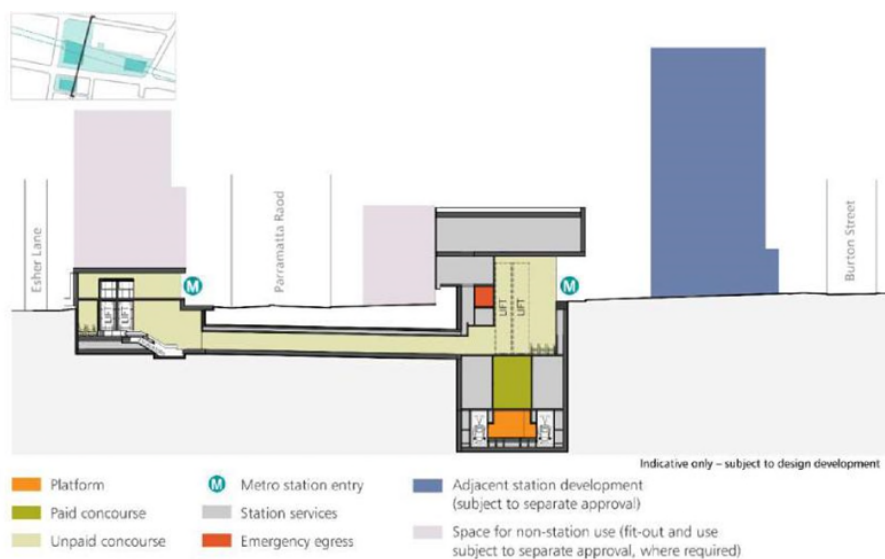 Esher Lane
Parramatta Raod
Burton Street
M
M
LIFT
LIFT
LIFT
LIFT
Indicative only – subject to design development
Platform
Paid concourse
Unpaid concourse
M Metro station entry
Station services
Emergency egress
Adjacent station development
(subject to separate approval)
Space for non-station use (fit-out and use
subject to separate approval, where required)